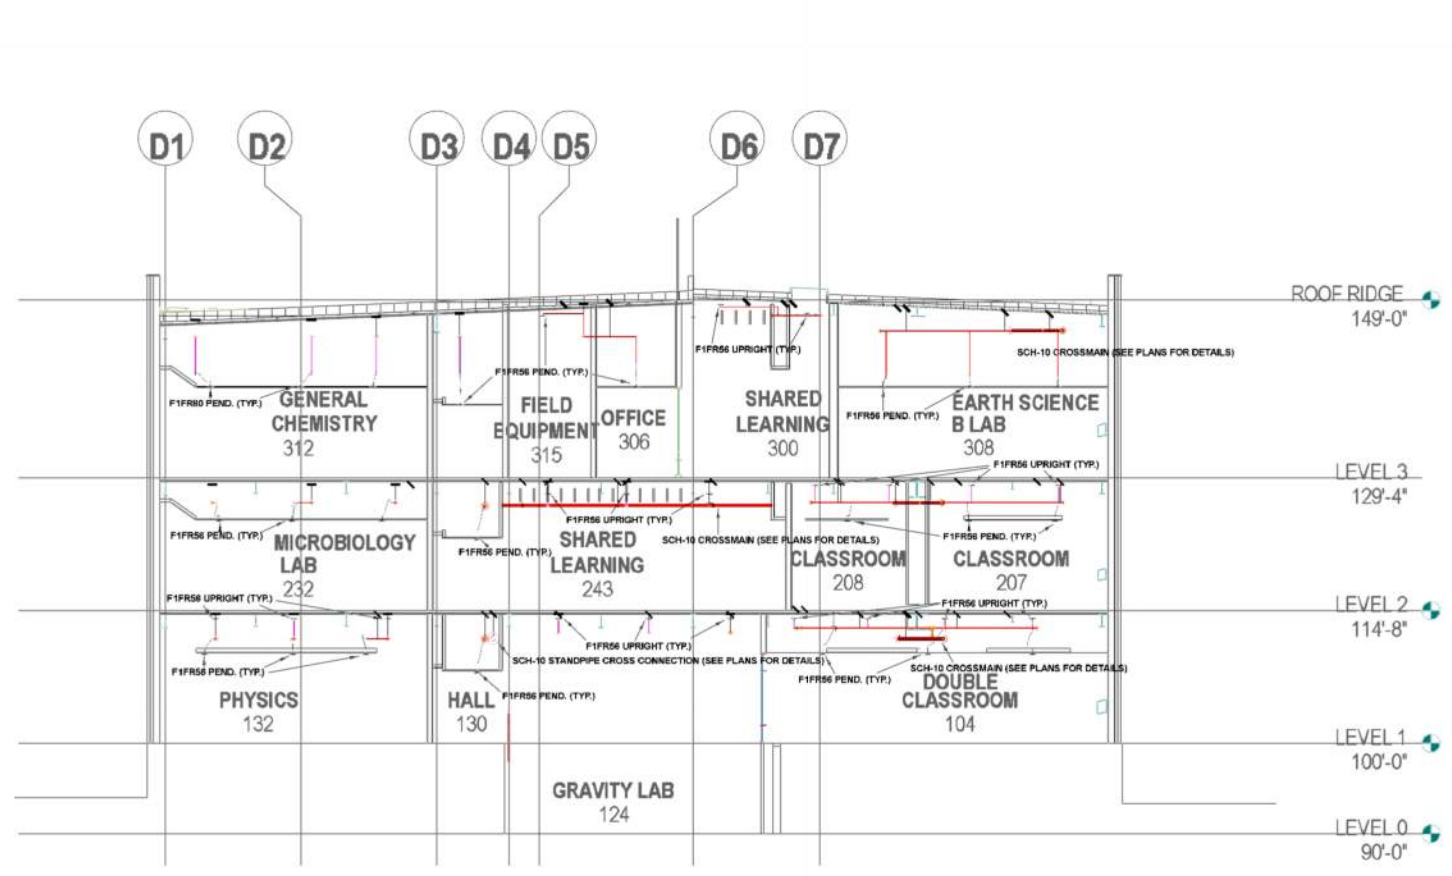 D1
D2
D3
D4
D5
D6
D7
ROOF RIDGE
149'-0"
F1FR56 UPRIGHT (TYP.)
SCH-10 CROSSMAIN (SEE PLANS FOR DETAILS)
F1FR56 PEND. (TYP.)
F1FR80 PEND. (TYP.)
GENERAL
CHEMISTRY
312
FIELD
EQUIPMENT
315
OFFICE
306
SHARED
LEARNING
300
F1FR56 PEND. (TYP.)
EARTH SCIENCE
B LAB
308
F1FR56 UPRIGHT (TYP.)
LEVEL 3
129'-4"
F1FR56 UPRIGHT (TYP.)
F1FR56 PEND. (TYP.)
MICROBIOLOGY
LAB
232
F1FR56 PEND. (TYP.)
SHARED
LEARNING
243
SCH-10 CROSSMAIN (SEE PLANS FOR DETAILS)
F1FR56 PEND. (TYP.)
CLASSROOM
208
CLASSROOM
207
F1FR56 UPRIGHT (TYP.)
F1FR56 UPRIGHT (TYP.)
LEVEL 2
114'-8"
F1FR56 UPRIGHT (TYP.)
SCH-10 STANDPIPE CROSS CONNECTION (SEE PLANS FOR DETAILS)
F1FR56 PEND. (TYP.)
SCH-10 CROSSMAIN (SEE PLANS FOR DETAILS)
F1FR56 PEND. (TYP.)
F1FR56 PEND. (TYP.)
PHYSICS
132
HALL
130
DOUBLE
CLASSROOM
104
LEVEL 1
100'-0"
GRAVITY LAB
124
LEVEL 0
90'-0"